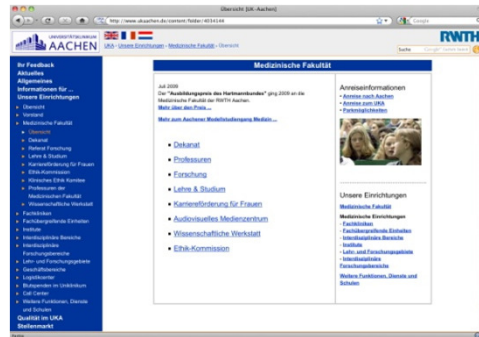 Übersicht [UK-Aachen]
http://www.ukaachen.de/content/folder/4034144
Google
UNIVERSITÄTSKLINIKUM
AACHEN
UKA - Unsere Einrichtungen - Medizinische Fakultät - Übersicht
RWTH
Suche
Ihr Feedback
Aktuelles
Allgemeines
Informationen für ...
Unsere Einrichtungen
Übersicht
Vorstand
Medizinische Fakultät
Übersicht
Dekanat
Referat Forschung
Lehre & Studium
Karriereförderung für Frauen
Ethik-Kommission
Klinisches Ethik Komitee
Professuren der
Medizinischen Fakultät
Wissenschaftliche Werkstatt
Fachkliniken
Fachübergreifende Einheiten
Institute
Interdisziplinäre Bereiche
Interdisziplinäre
Forschungsbereiche
Lehr- und Forschungsgebiete
Geschäftsbereiche
Logistikcenter
Blutspenden im Uniklinikum
Call Center
Weitere Funktionen, Dienste
und Schulen
Qualität im UKA
Stellenmarkt
Medizinische Fakultät
Juli 2009
Der "Ausbildungspreis des Hartmannbundes" ging 2009 an die
Medizinische Fakultät der RWTH Aachen.
Mehr über den Preis ...
Mehr zum Aachener Modellstudiengang Medizin ...
Dekanat
Professuren
Forschung
Lehre & Studium
Karriereförderung für Frauen
Audiovisuelles Medienzentrum
Wissenschaftliche Werkstatt
Ethik-Kommission
Anreiseinformationen
- Anreise nach Aachen
- Anreise zum UKA
- Parkmöglichkeiten
Unsere Einrichtungen
Medizinische Fakultät
Medizinische Einrichtungen
- Fachkliniken
- Fachübergreifende Einheiten
- Interdisziplinäre Bereiche
- Institute
- Lehr- und Forschungsgebiete
- Interdisziplinäre
Forschungsbereiche
Weitere Funktionen, Dienste und
Schulen